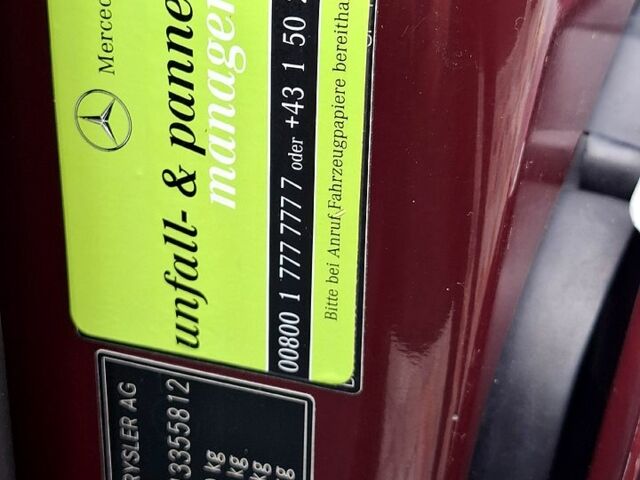 Merced
unfall- & panne
manager
00800 1 777 777 7 oder +43 1 50
Bitte bei Anruf Fahrzeugpapiere bereitha
RYSLER AG
3355812
kg
kg
kg
g